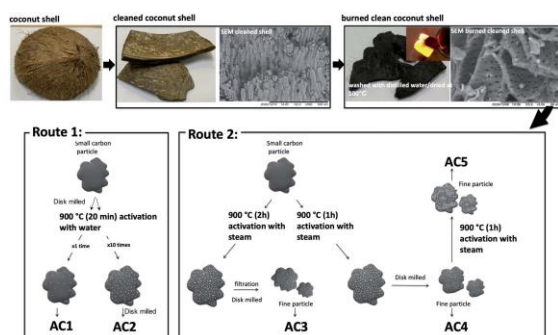 coconut shell
cleaned coconut shell
SEM cleaned shell
burned clean coconut shell
washed with distilled water/dried at
100°C
SEM burned cleaned shell
Route 1:
Small carbon
particle
Disk milled
900 °C (20 min) activation
with water
x1 time
x10 times
Disk milled
AC1
AC2
Route 2:
Small carbon
particle
900 °C (2h)
activation with
steam
900 °C (1h)
activation with
steam
filtration
Disk milled
Fine particle
AC3
Disk milled
Fine particle
AC4
900 °C (1h)
activation with
steam
Fine particle
AC5